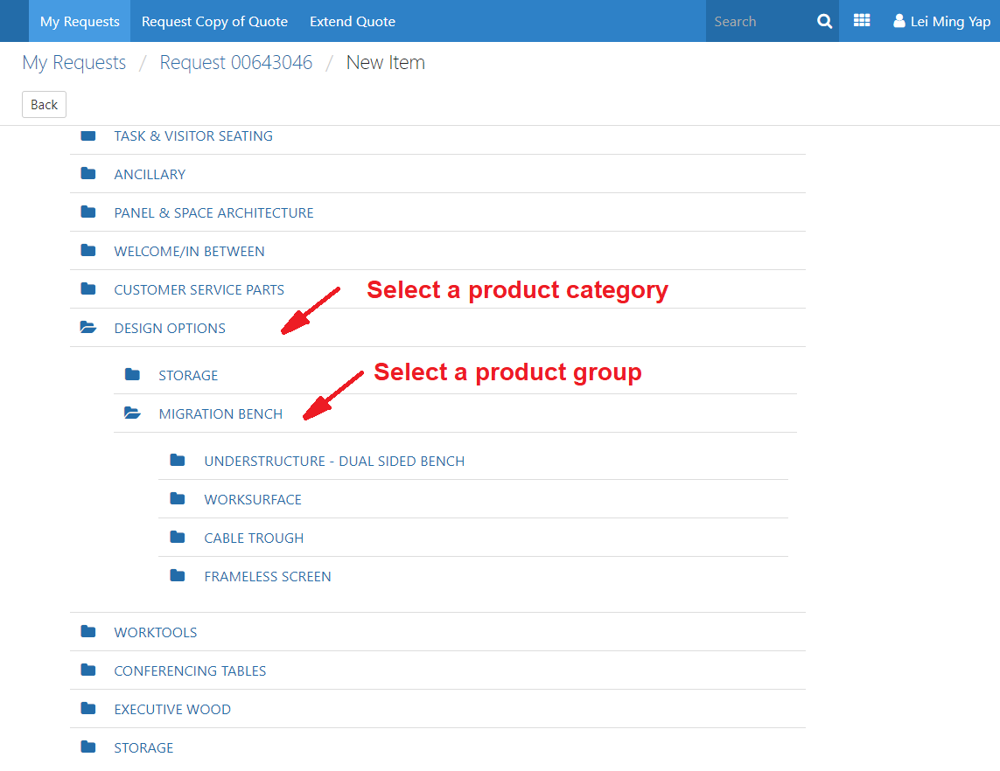 My Requests Request Copy of Quote Extend Quote Search Lei Ming Yap
My Requests / Request 00643046 / New Item
Back
TASK & VISITOR SEATING
ANCILLARY
PANEL & SPACE ARCHITECTURE
WELCOME/IN BETWEEN
CUSTOMER SERVICE PARTS
Select a product category
DESIGN OPTIONS
STORAGE
Select a product group
MIGRATION BENCH
UNDERSTRUCTURE - DUAL SIDED BENCH
WORKSURFACE
CABLE TROUGH
FRAMELESS SCREEN
WORKTOOLS
CONFERENCING TABLES
EXECUTIVE WOOD
STORAGE